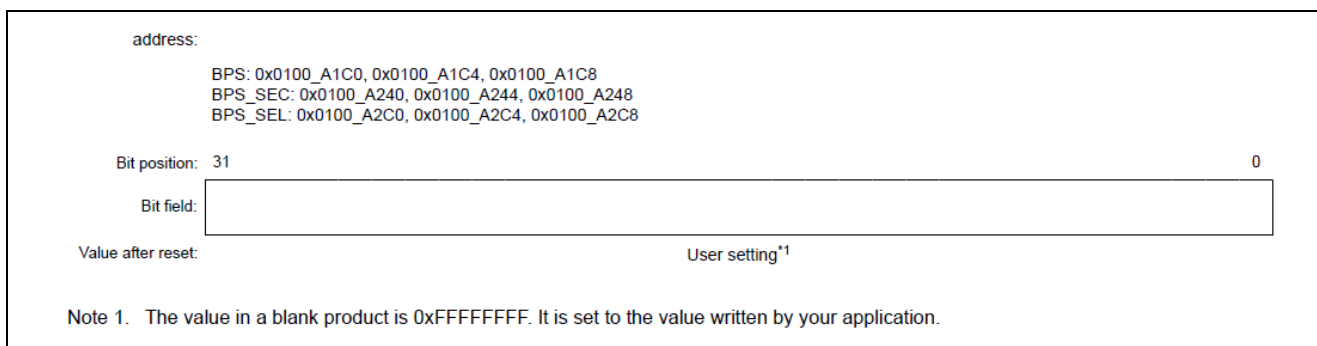 address:
BPS: 0x0100_A1C0, 0x0100_A1C4, 0x0100_A1C8
BPS_SEC: 0x0100_A240, 0x0100_A244, 0x0100_A248
BPS_SEL: 0x0100_A2C0, 0x0100_A2C4, 0x0100_A2C8
Bit position: 31 0
Bit field:
Value after reset: User setting*1
Note 1. The value in a blank product is 0xFFFFFFFF. It is set to the value written by your application.